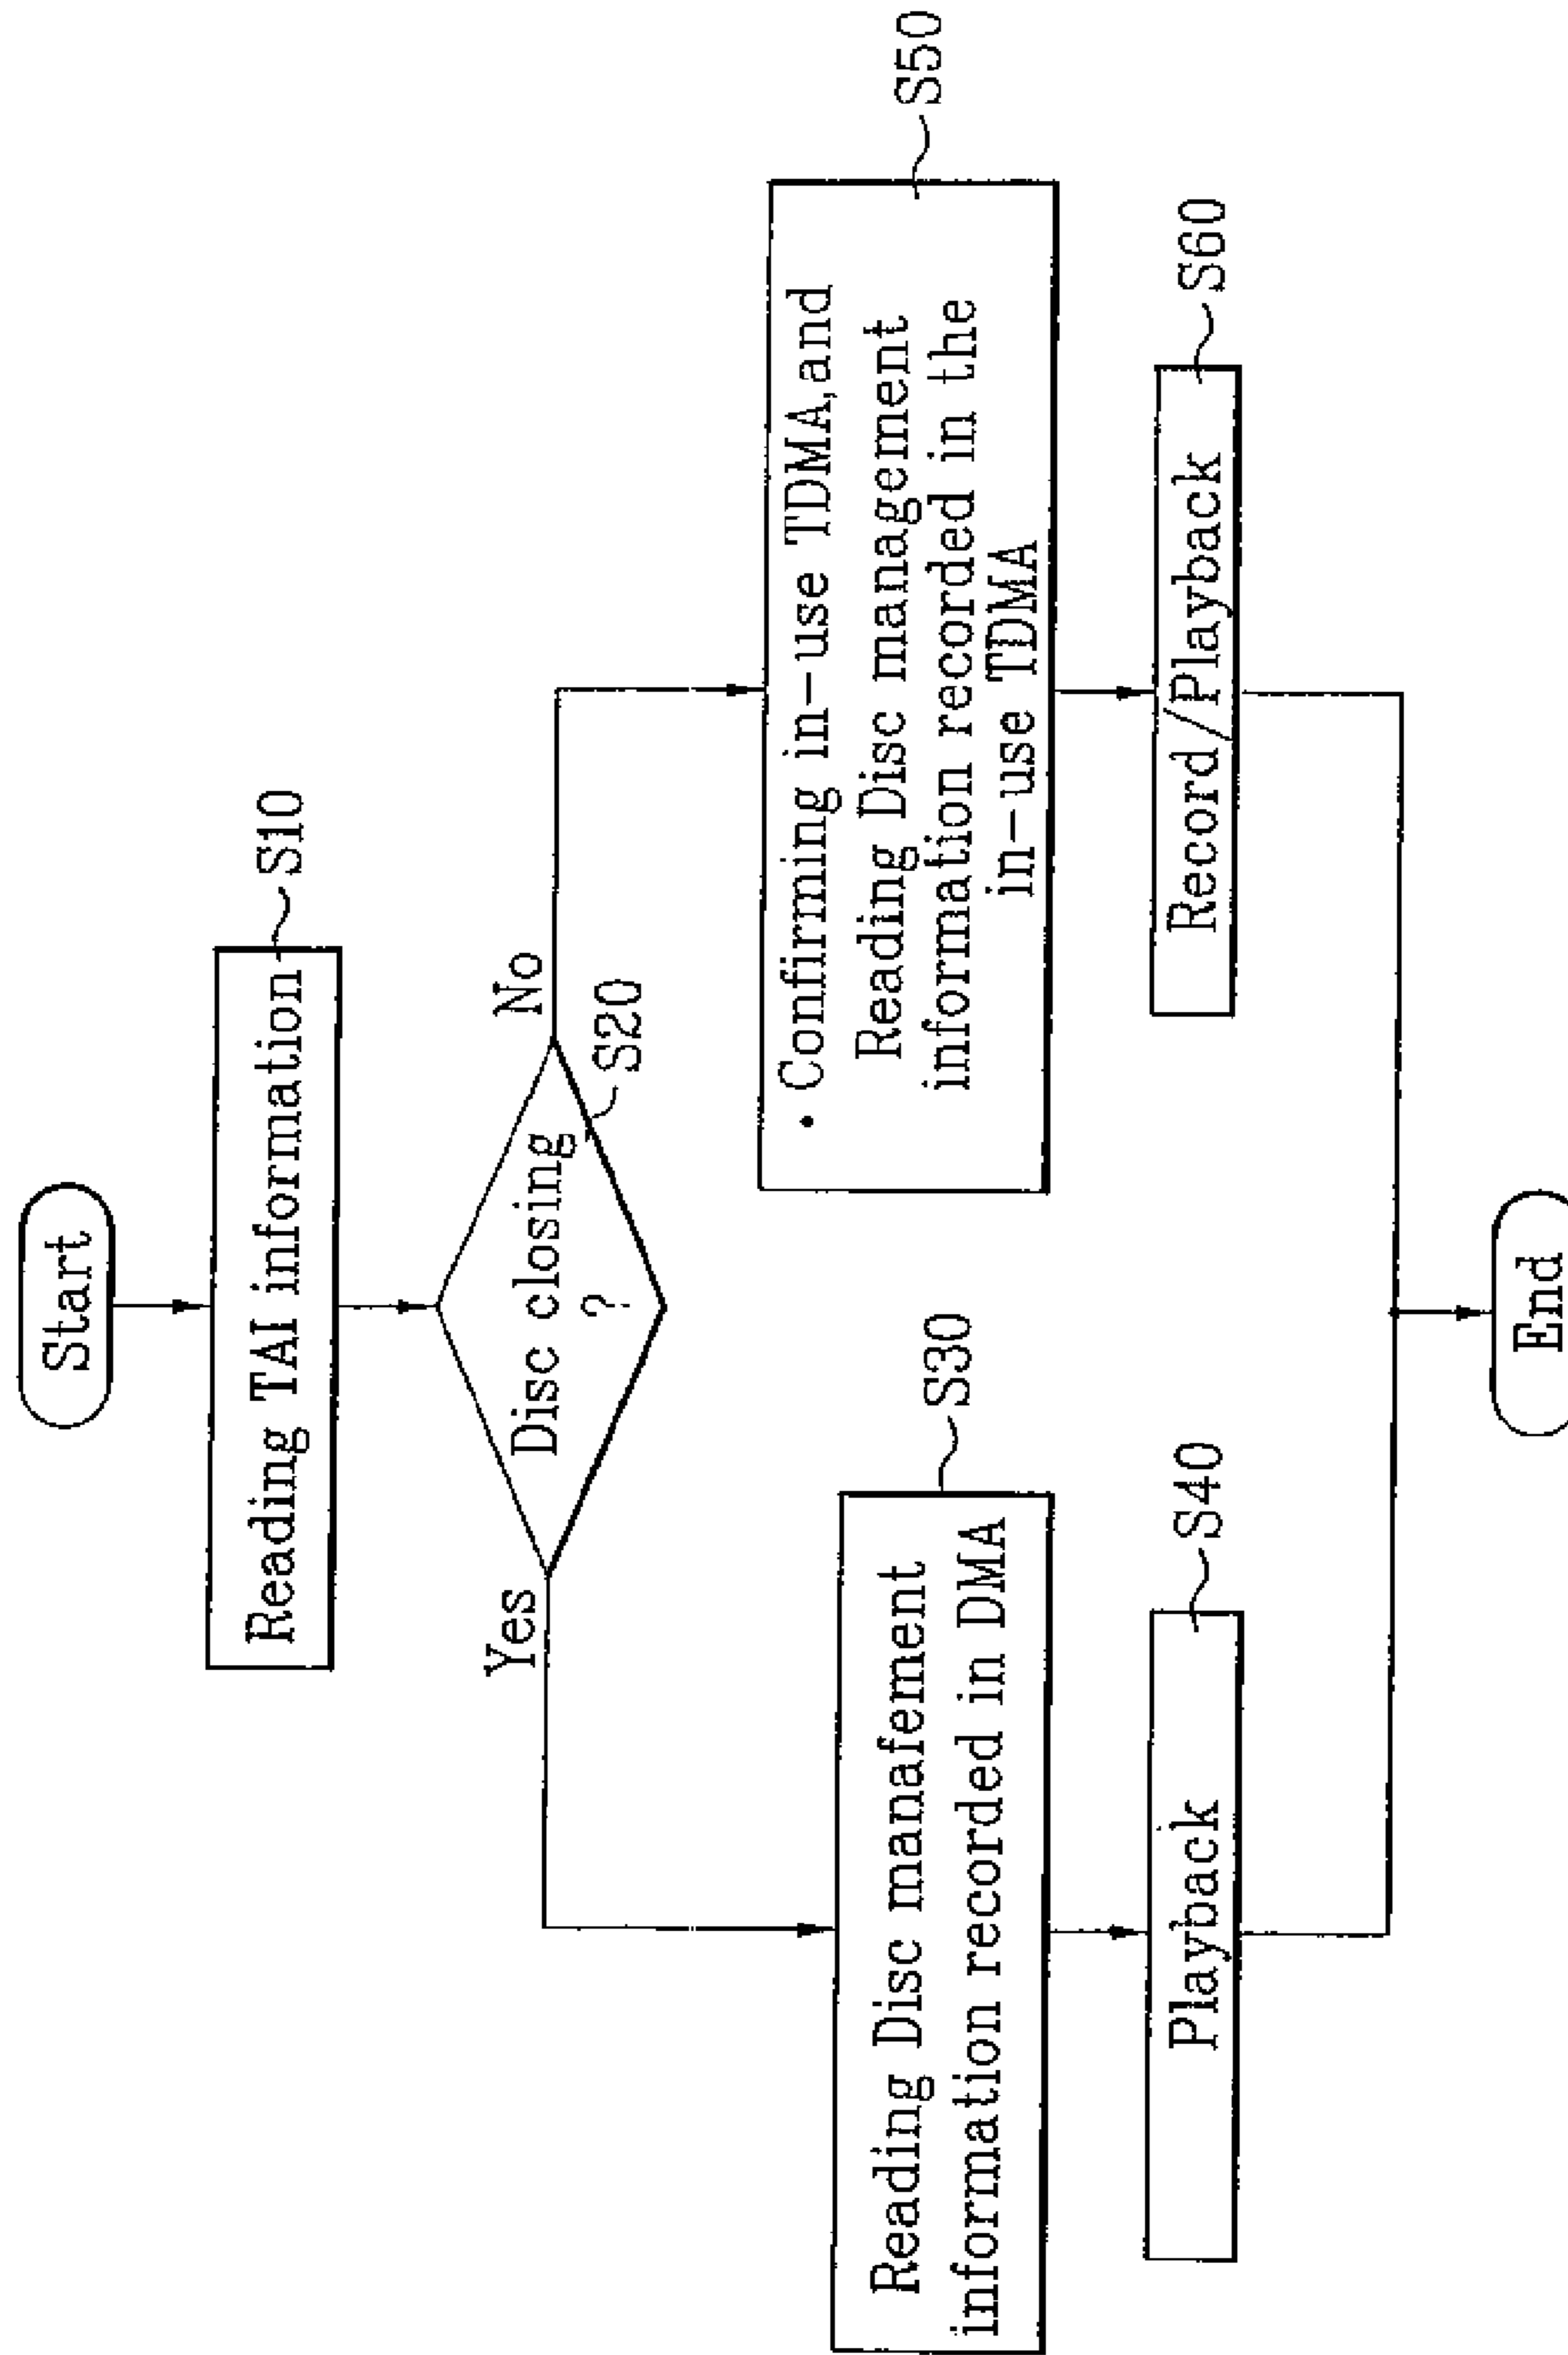 Start
Reading TAI information
S10
Disc closing
?
S20
Yes
No
Reading Disc manafement
information recorded in DMA
S30
Playback
S40
• Confirming in-use TDMA,and
Reading Disc management
information recorded in the
in-use TDMA
S50
Record/Playback
S60
End